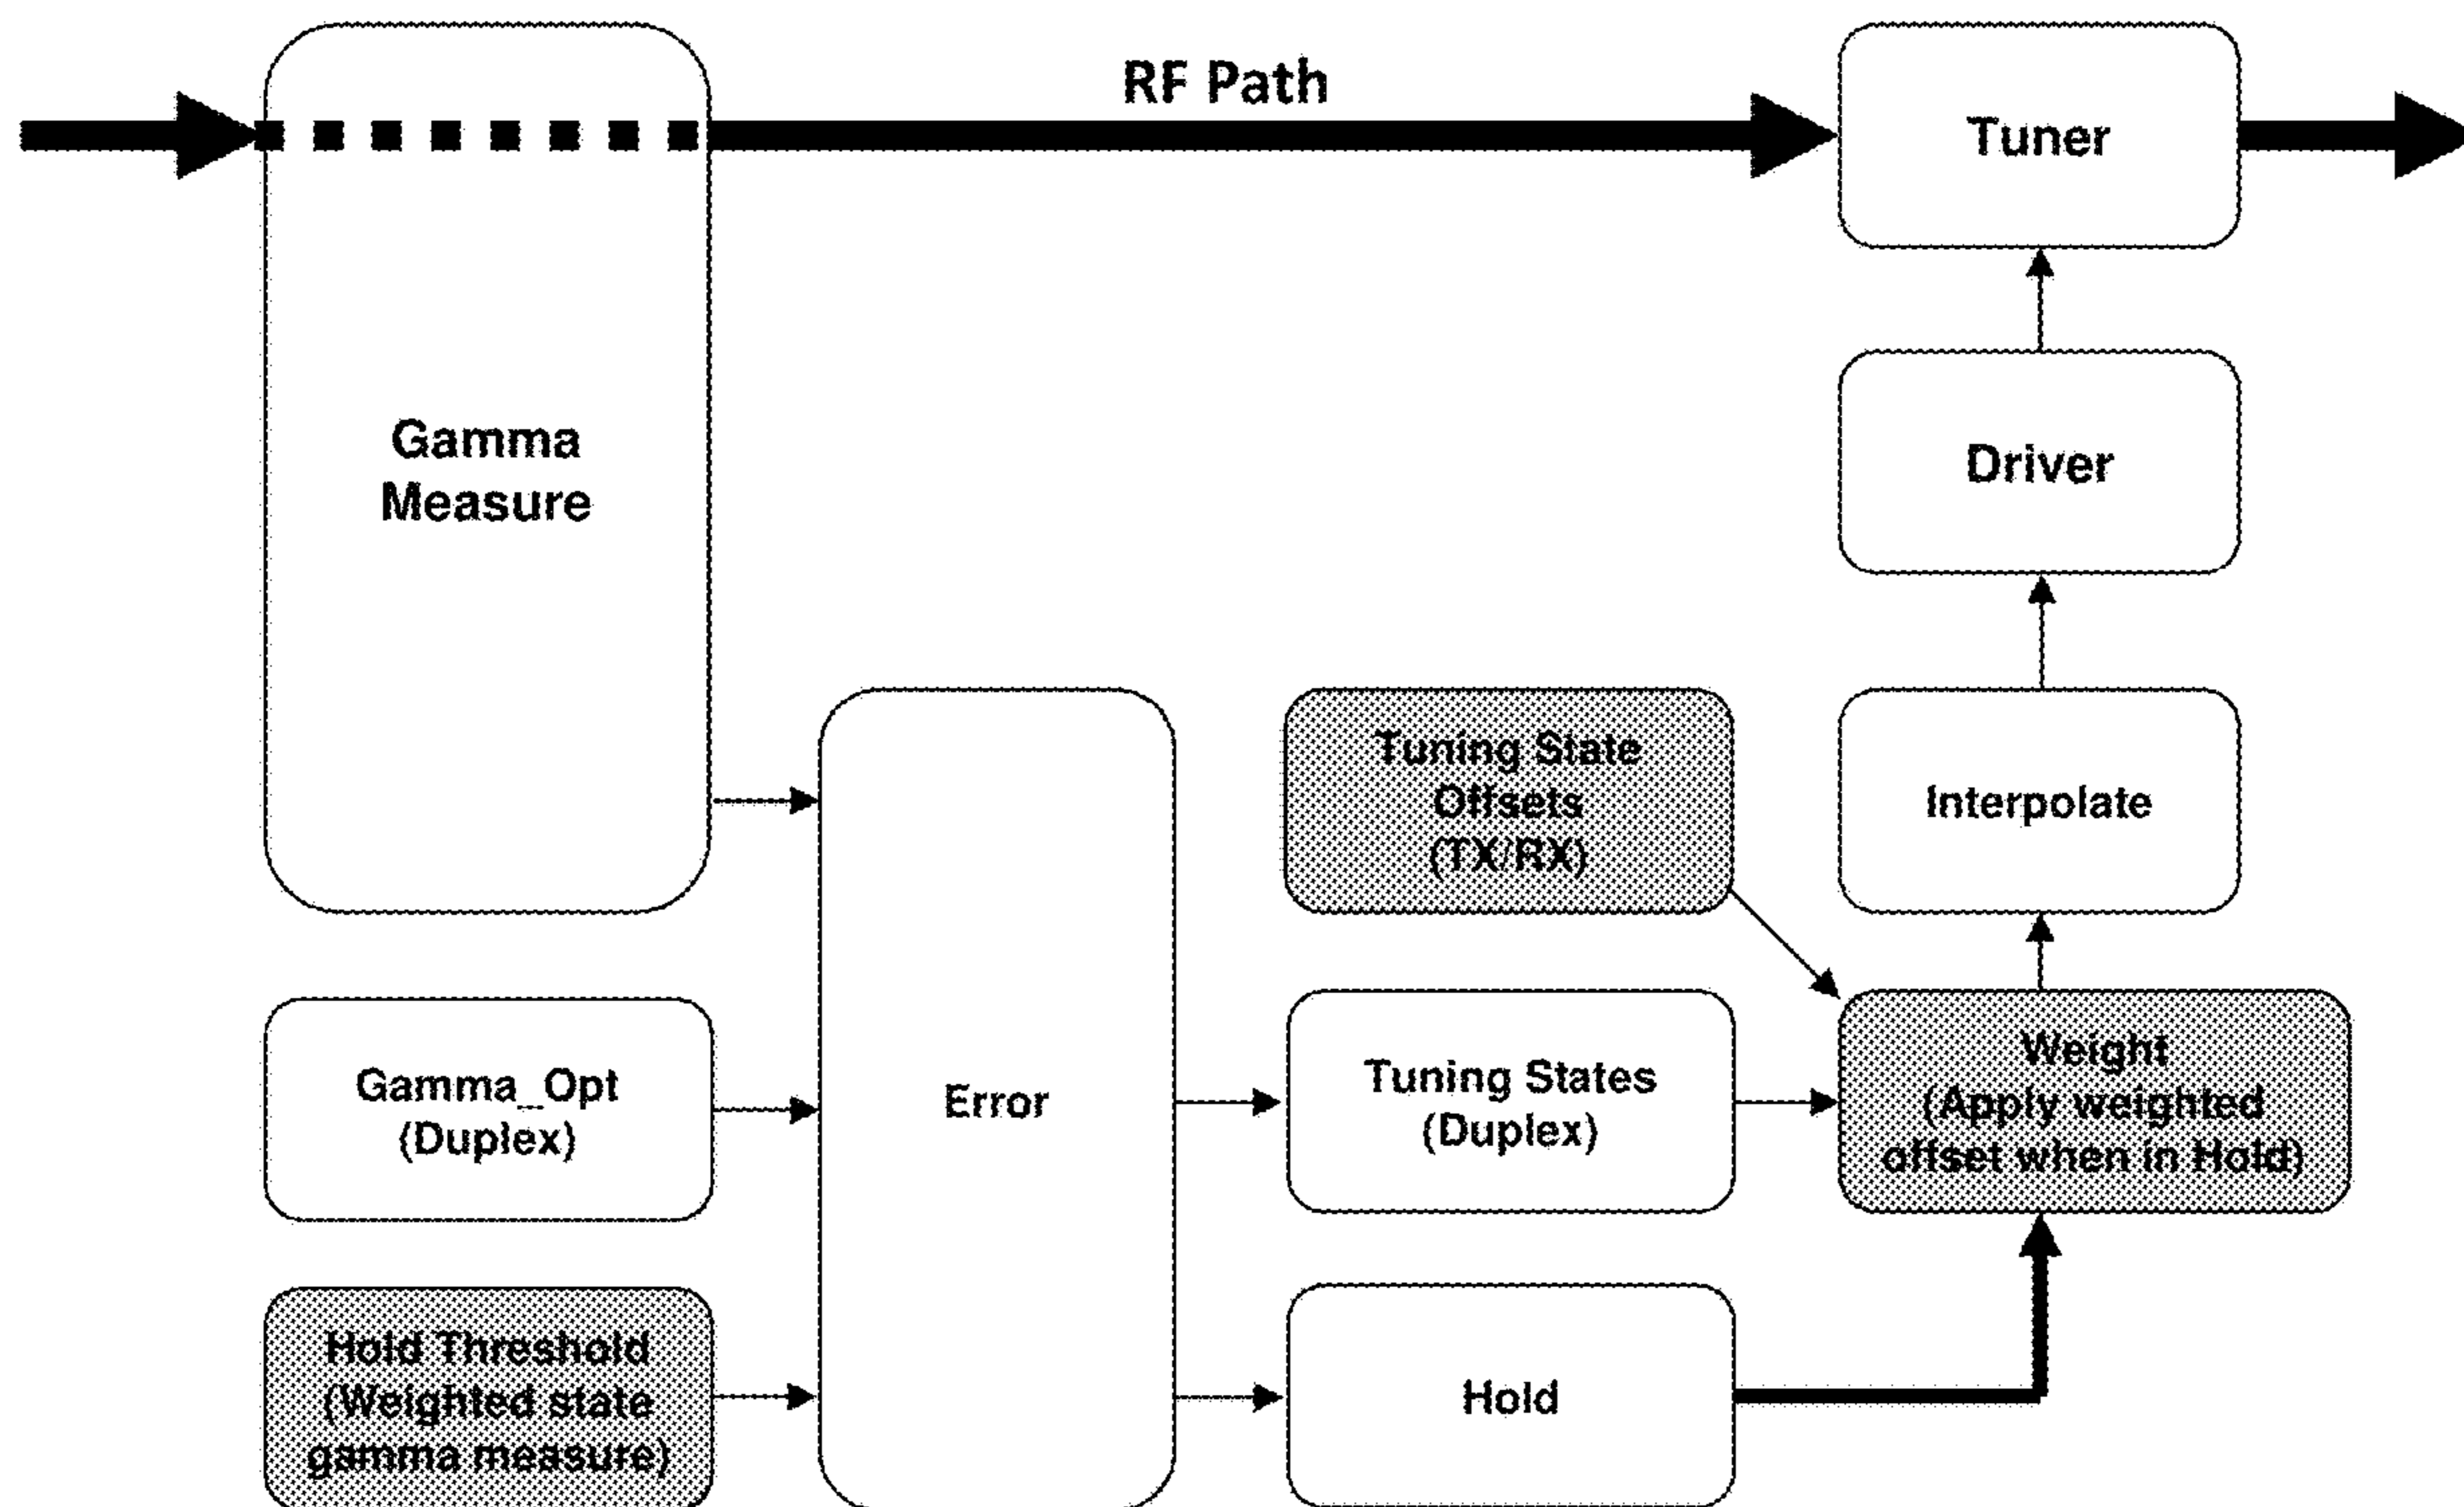 RF Path
Tuner
Gamma
Measure
Driver
Tuning State
Offsets
(TX/RX)
Interpolate
Gamma_Opt
(Duplex)
Error
Tuning States
(Duplex)
Weight
(Apply weighted
offset when in Hold)
Hold Threshold
(Weighted state
gamma measure)
Hold